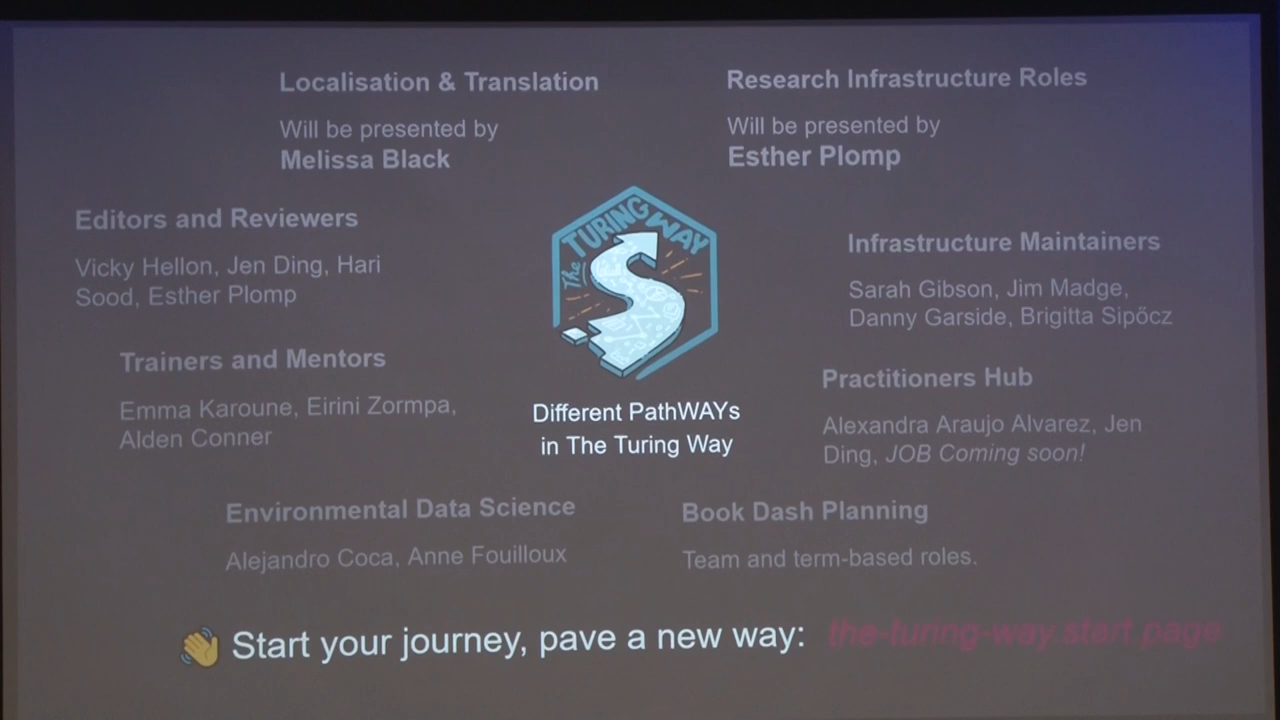 Localisation & Translation
Will be presented by
Melissa Black
Research Infrastructure Roles
Will be presented by
Esther Plomp
Editors and Reviewers
Vicky Hellon, Jen Ding, Hari
Sood, Esther Plomp
The TURING WAY
Infrastructure Maintainers
Sarah Gibson, Jim Madge,
Danny Garside, Brigitta Sipőcz
Trainers and Mentors
Emma Karoune, Eirini Zormpa,
Alden Conner
Different PathWAYs
in The Turing Way
Practitioners Hub
Alexandra Araujo Alvarez, Jen
Ding, JOB Coming soon!
Environmental Data Science
Alejandro Coca, Anne Fouilloux
Book Dash Planning
Team and term-based roles.
👋 Start your journey, pave a new way: the-turing-way.start.page